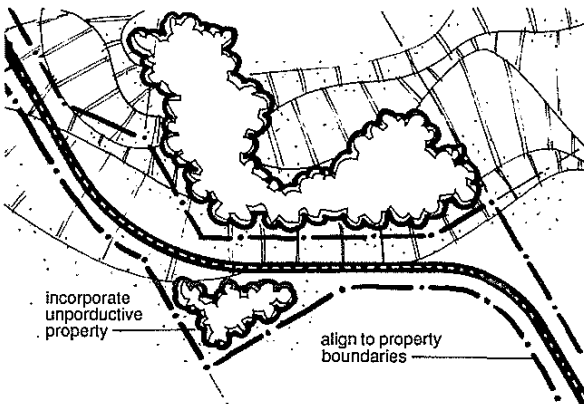 incorporate
unporductive
property
align to property
boundaries